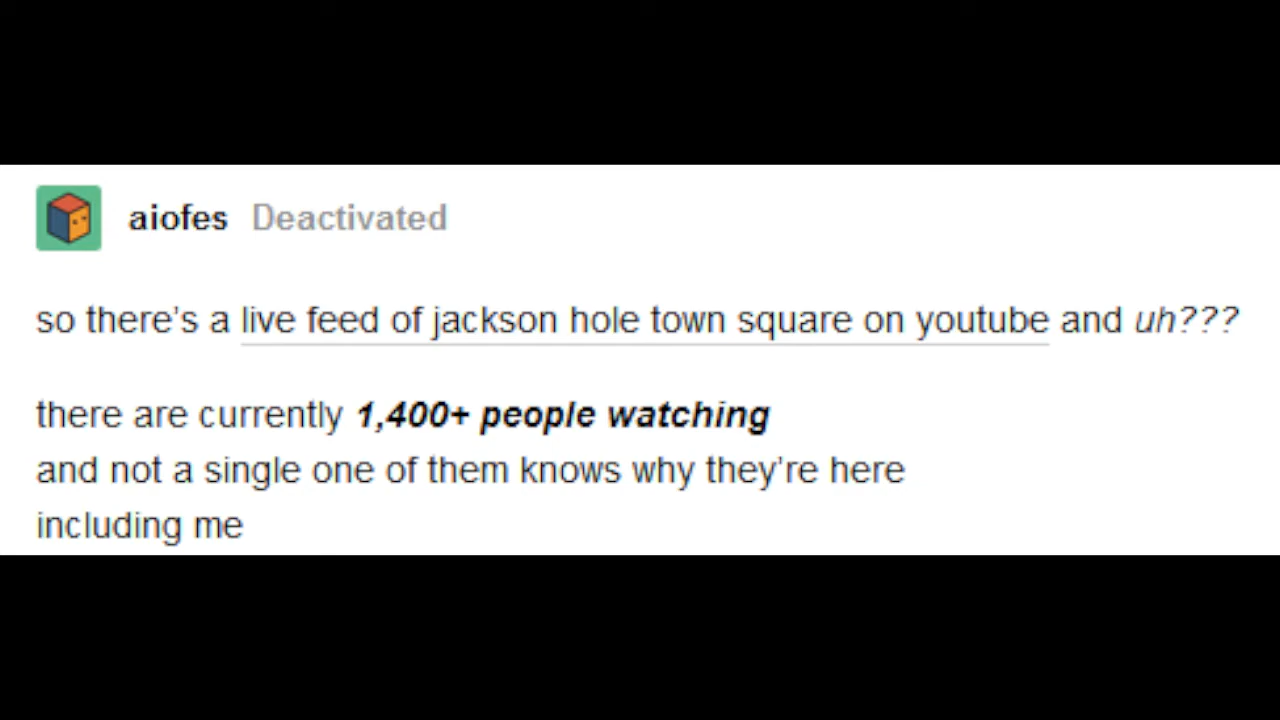 aiofes Deactivated
so there's a live feed of jackson hole town square on youtube and uh???
there are currently 1,400+ people watching
and not a single one of them knows why they're here
including me